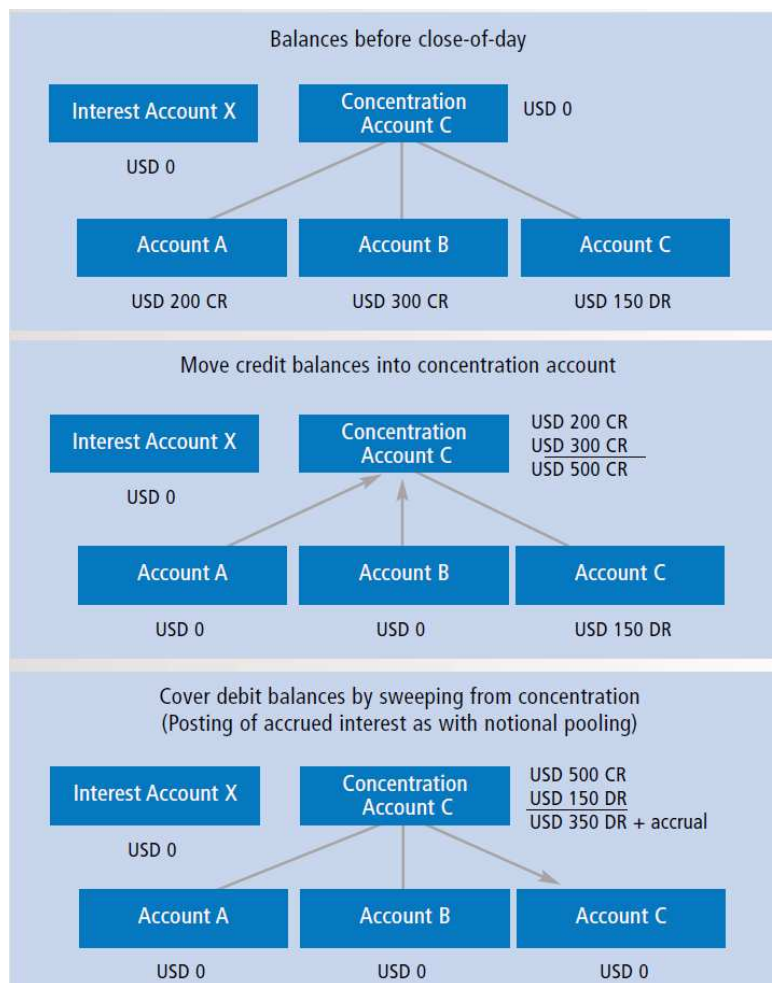 Balances before close-of-day
Interest Account X
Concentration
Account C
USD 0
USD 0
Account A
Account B
Account C
USD 200 CR
USD 300 CR
USD 150 DR
Move credit balances into concentration account
Interest Account X
Concentration
Account C
USD 200 CR
USD 300 CR
USD 500 CR
USD 0
Account A
Account B
Account C
USD 0
USD 0
USD 150 DR
Cover debit balances by sweeping from concentration
(Posting of accrued interest as with notional pooling)
Interest Account X
Concentration
Account C
USD 500 CR
USD 150 DR
USD 350 DR + accrual
USD 0
Account A
Account B
Account C
USD 0
USD 0
USD 0